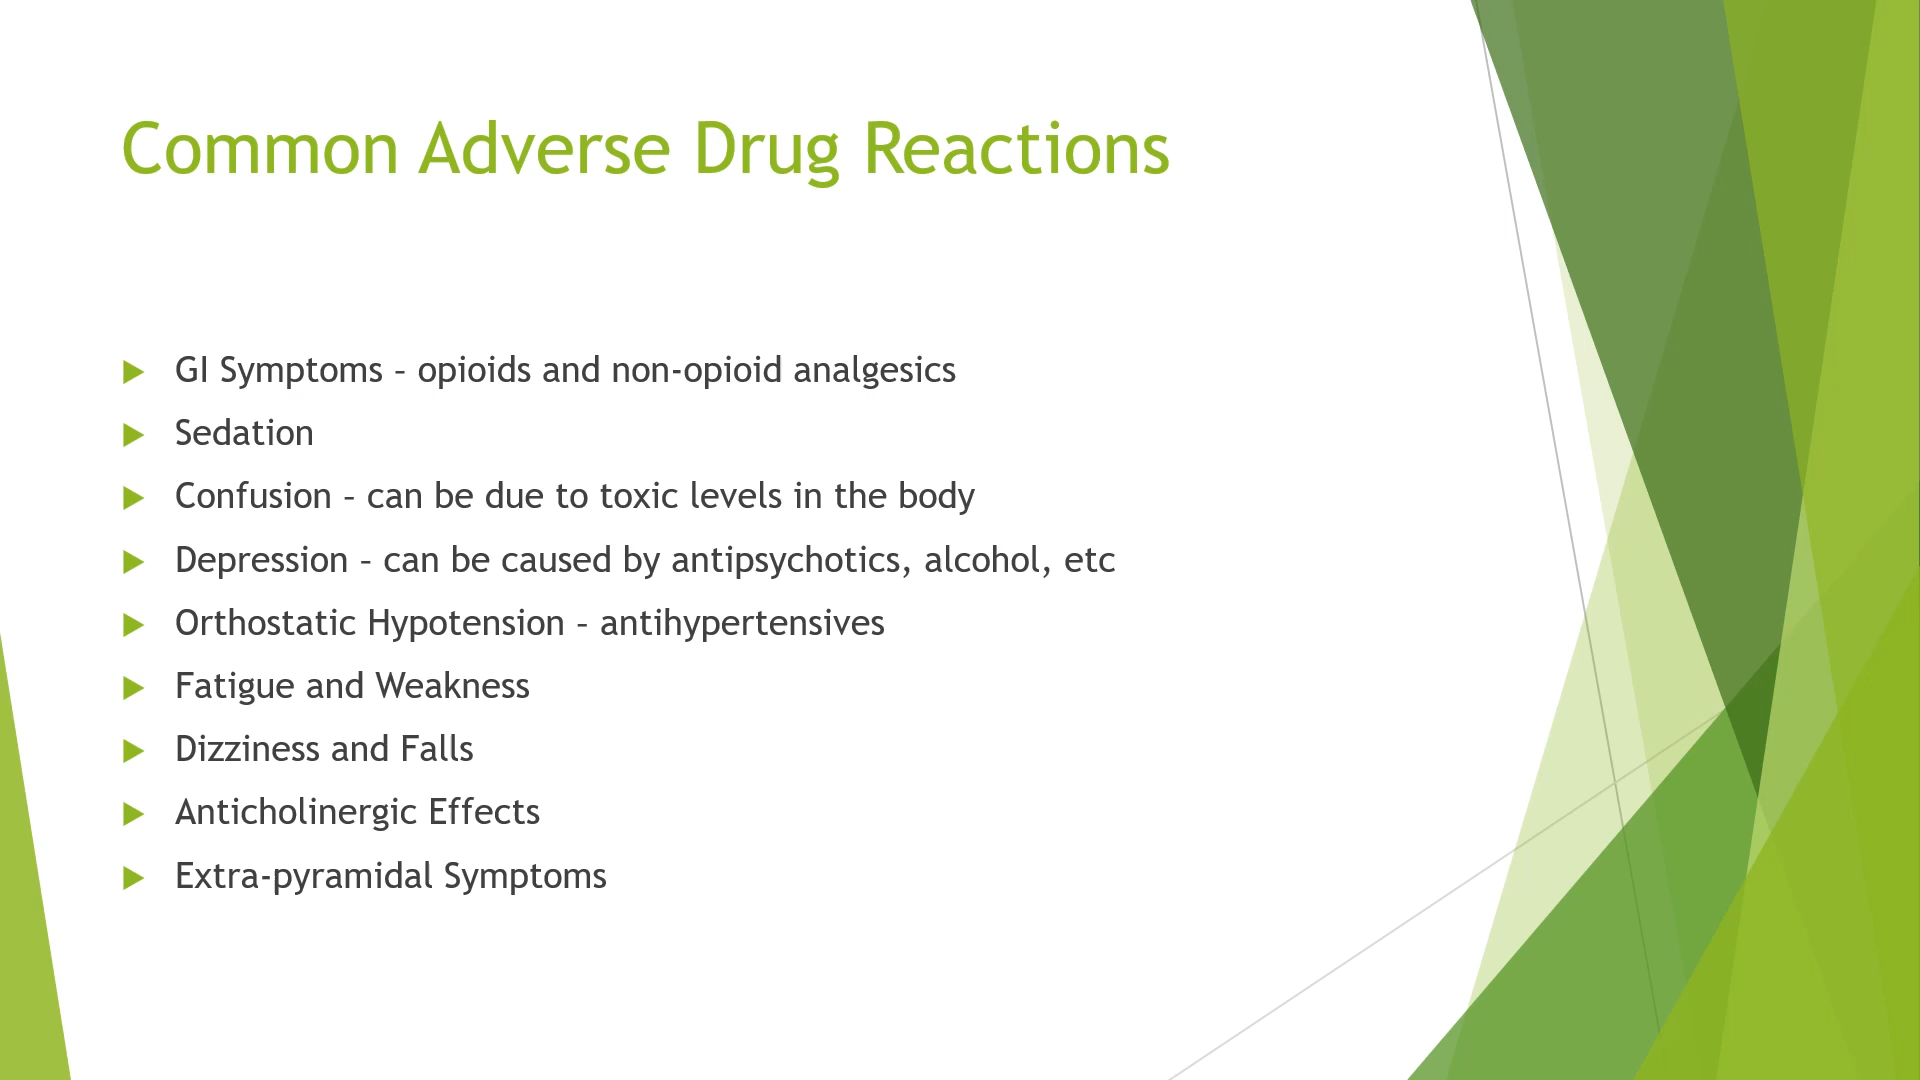 Common Adverse Drug Reactions
GI Symptoms – opioids and non-opioid analgesics
Sedation
Confusion – can be due to toxic levels in the body
Depression – can be caused by antipsychotics, alcohol, etc
Orthostatic Hypotension – antihypertensives
Fatigue and Weakness
Dizziness and Falls
Anticholinergic Effects
Extra-pyramidal Symptoms